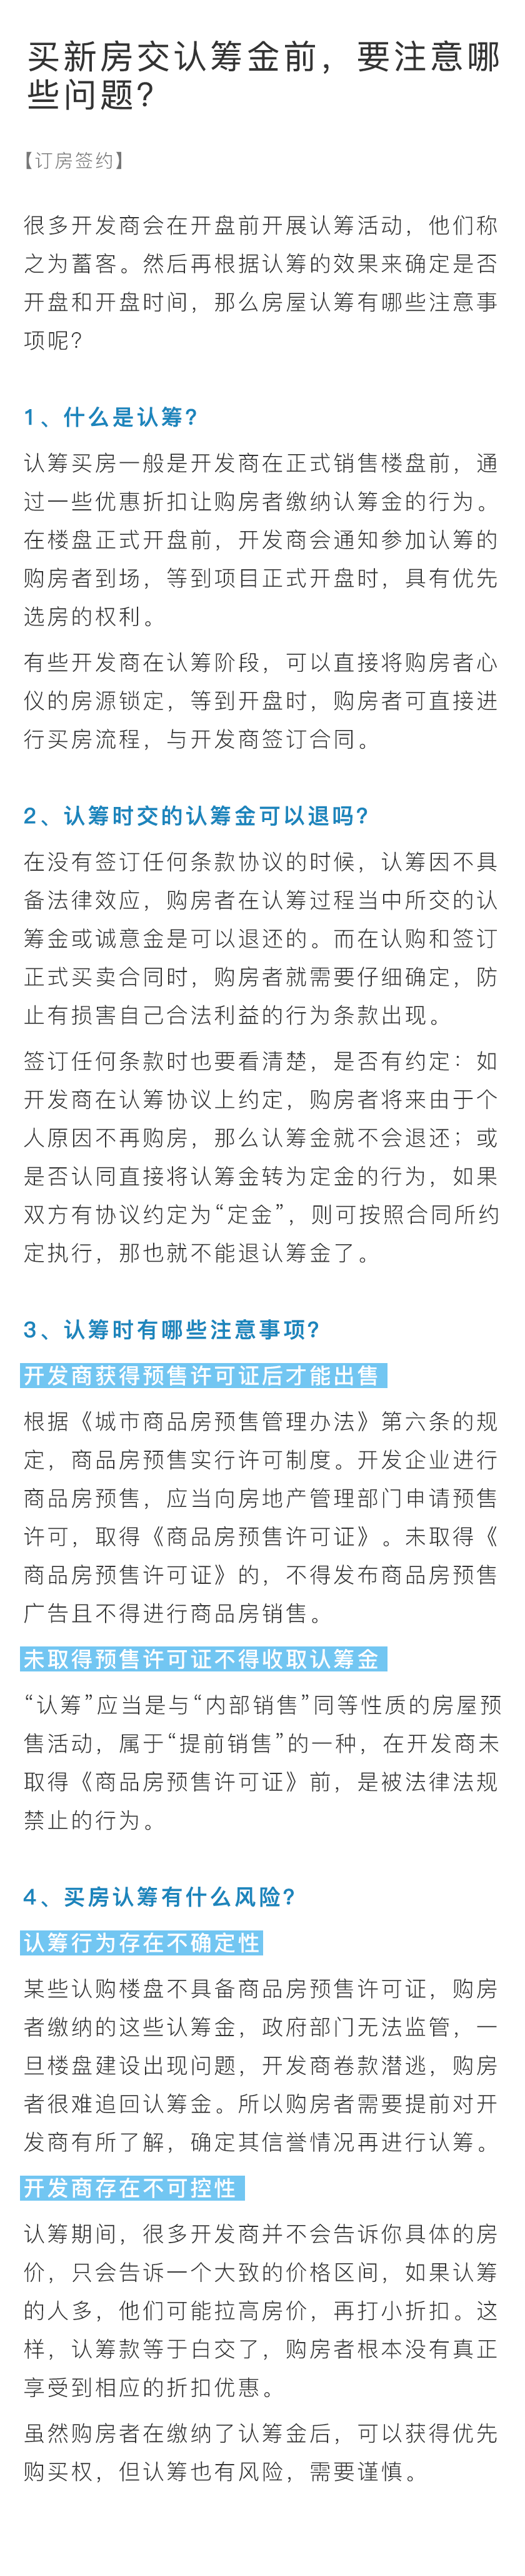 买新房交认筹金前，要注意哪
些问题？
【订房签约】
很多开发商会在开盘前开展认筹活动，他们称
之为蓄客。然后再根据认筹的效果来确定是否
开盘和开盘时间，那么房屋认筹有哪些注意事
项呢？
1、什么是认筹？
认筹买房一般是开发商在正式销售楼盘前，通
过一些优惠折扣让购房者缴纳认筹金的行为。
在楼盘正式开盘前，开发商会通知参加认筹的
购房者到场，等到项目正式开盘时，具有优先
选房的权利。
有些开发商在认筹阶段，可以直接将购房者心
仪的房源锁定，等到开盘时，购房者可直接进
行买房流程，与开发商签订合同。
2、认筹时交的认筹金可以退吗？
在没有签订任何条款协议的时候，认筹因不具
备法律效应，购房者在认筹过程当中所交的认
筹金或诚意金是可以退还的。而在认购和签订
正式买卖合同时，购房者就需要仔细确定，防
止有损害自己合法利益的行为条款出现。
签订任何条款时也要看清楚，是否有约定：如
开发商在认筹协议上约定，购房者将来由于个
人原因不再购房，那么认筹金就不会退还；或
是否认同直接将认筹金转为定金的行为，如果
双方有协议约定为“定金”，则可按照合同所约
定执行，那也就不能退认筹金了。
3、认筹时有哪些注意事项？
开发商获得预售许可证后才能出售
根据《城市商品房预售管理办法》第六条的规
定，商品房预售实行许可制度。开发企业进行
商品房预售，应当向房地产管理部门申请预售
许可，取得《商品房预售许可证》。未取得《
商品房预售许可证》的，不得发布商品房预售
广告且不得进行商品房销售。
未取得预售许可证不得收取认筹金
“认筹”应当是与“内部销售”同等性质的房屋预
售活动，属于“提前销售”的一种，在开发商未
取得《商品房预售许可证》前，是被法律法规
禁止的行为。
4、买房认筹有什么风险？
认筹行为存在不确定性
某些认购楼盘不具备商品房预售许可证，购房
者缴纳的这些认筹金，政府部门无法监管，一
旦楼盘建设出现问题，开发商卷款潜逃，购房
者很难追回认筹金。所以购房者需要提前对开
发商有所了解，确定其信誉情况再进行认筹。
开发商存在不可控性
认筹期间，很多开发商并不会告诉你具体的房
价，只会告诉一个大致的价格区间，如果认筹
的人多，他们可能拉高房价，再打小折扣。这
样，认筹款等于白交了，购房者根本没有真正
享受到相应的折扣优惠。
虽然购房者在缴纳了认筹金后，可以获得优先
购买权，但认筹也有风险，需要谨慎。